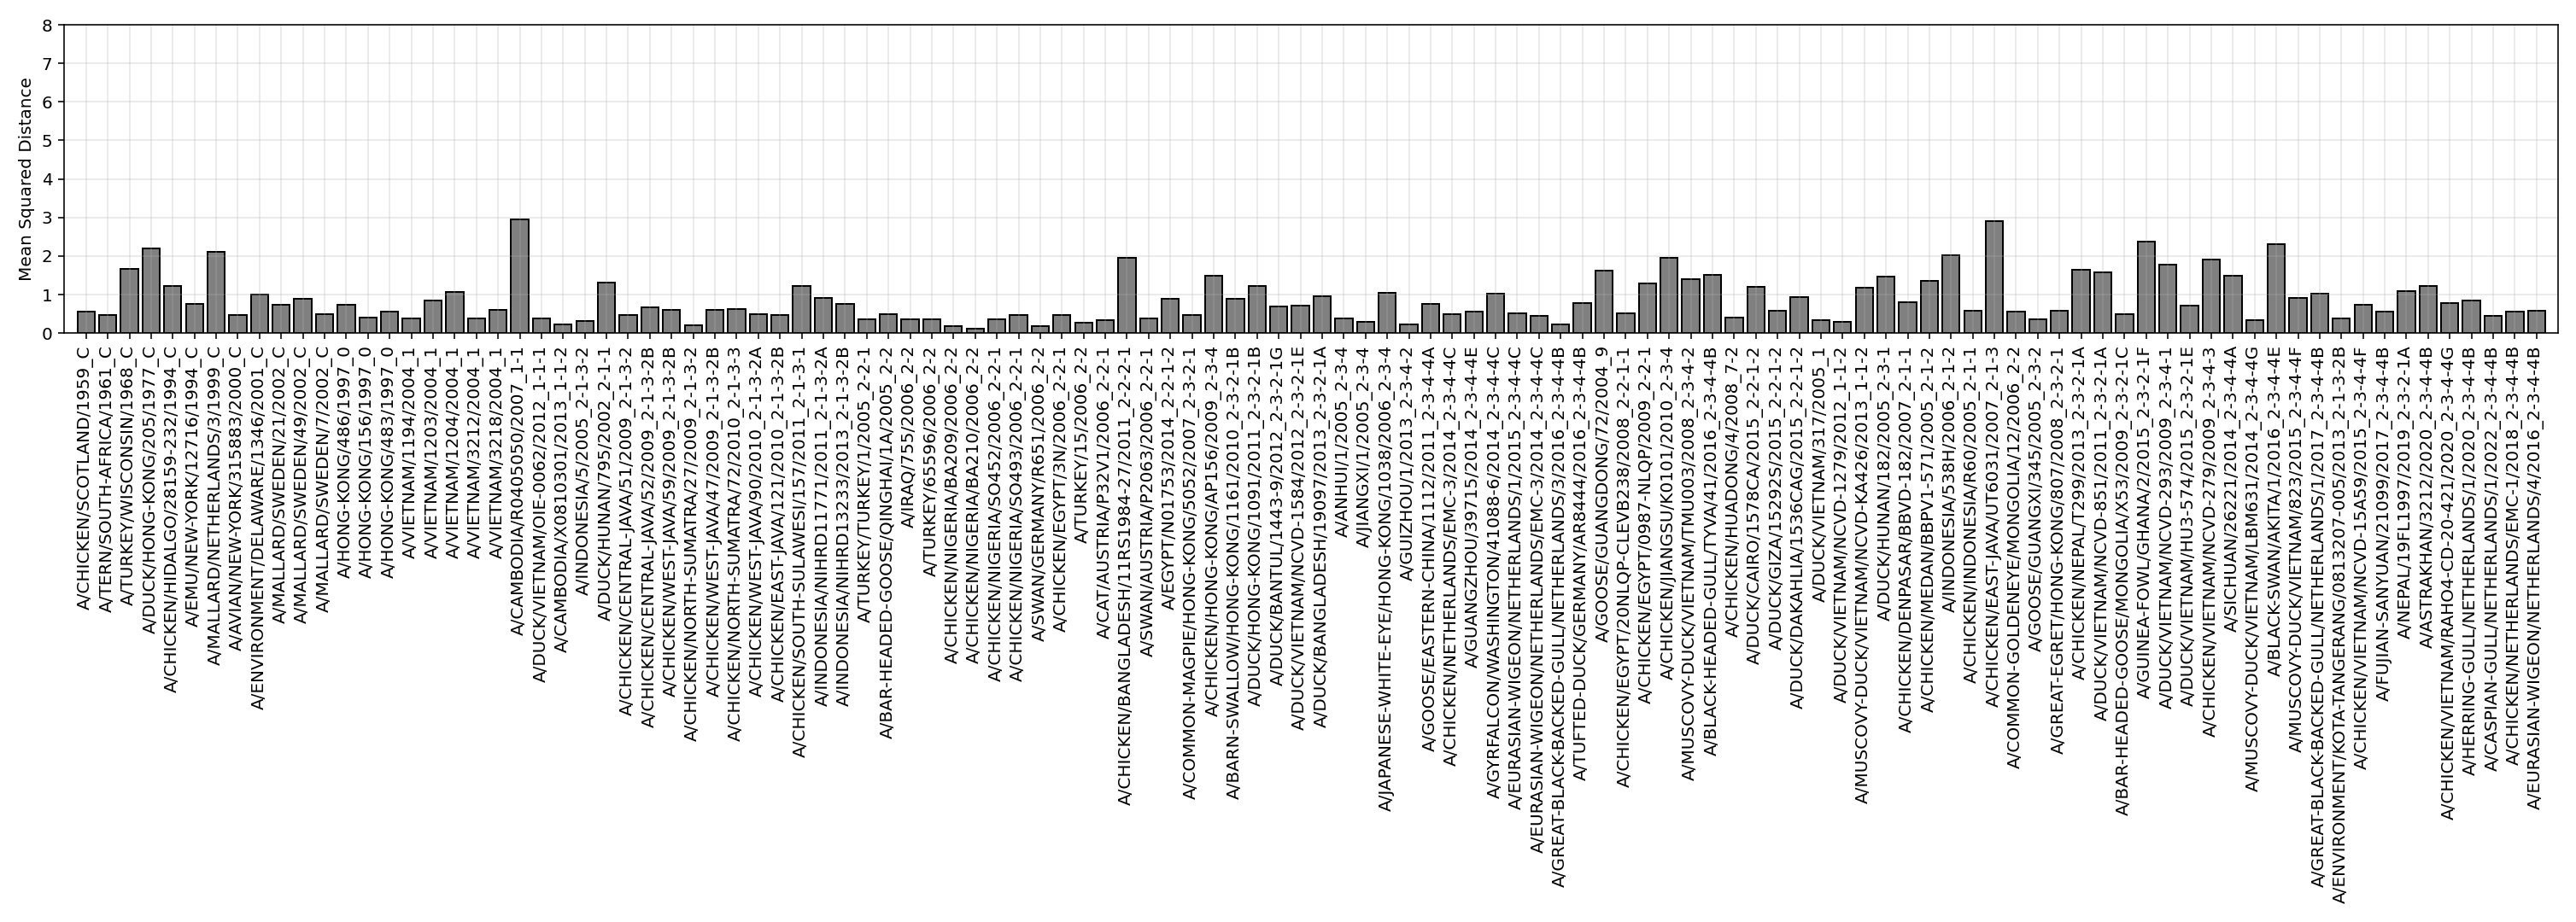 8
7
6
5
4
3
2
1
0
Mean Squared Distance
A/CHICKEN/SCOTLAND/1959_C
A/TERN/SOUTH-AFRICA/1961_C
A/TURKEY/WISCONSIN/1968_C
A/DUCK/HONG-KONG/205/1977_C
A/CHICKEN/HIDALGO/28159-232/1994_C
A/EMU/NEW-YORK/12716/1994_C
A/MALLARD/NETHERLANDS/3/1999_C
A/AVIAN/NEW-YORK/315883/2000_C
A/ENVIRONMENT/DELAWARE/1346/2001_C
A/MALLARD/SWEDEN/21/2002_C
A/MALLARD/SWEDEN/49/2002_C
A/MALLARD/SWEDEN/7/2002_C
A/HONG-KONG/486/1997_0
A/HONG-KONG/156/1997_0
A/HONG-KONG/483/1997_0
A/VIETNAM/1194/2004_1
A/VIETNAM/1203/2004_1
A/VIETNAM/1204/2004_1
A/VIETNAM/3212/2004_1
A/VIETNAM/3218/2004_1
A/CAMBODIA/R0405050/2007_1-1
A/DUCK/VIETNAM/OIE-0062/2012_1-1-1
A/CAMBODIA/X0810301/2013_1-1-2
A/INDONESIA/5/2005_2-1-3-2
A/DUCK/HUNAN/795/2002_2-1-1
A/CHICKEN/CENTRAL-JAVA/51/2009_2-1-3-2
A/CHICKEN/CENTRAL-JAVA/52/2009_2-1-3-2B
A/CHICKEN/WEST-JAVA/59/2009_2-1-3-2B
A/CHICKEN/NORTH-SUMATRA/27/2009_2-1-3-2
A/CHICKEN/WEST-JAVA/47/2009_2-1-3-2B
A/CHICKEN/NORTH-SUMATRA/72/2010_2-1-3-3
A/CHICKEN/WEST-JAVA/90/2010_2-1-3-2A
A/CHICKEN/EAST-JAVA/121/2010_2-1-3-2B
A/CHICKEN/SOUTH-SULAWESI/157/2011_2-1-3-1
A/INDONESIA/NIHRD11771/2011_2-1-3-2A
A/INDONESIA/NIHRD13233/2013_2-1-3-2B
A/TURKEY/TURKEY/1/2005_2-2-1
A/BAR-HEADED-GOOSE/QINGHAI/1A/2005_2-2
A/IRAQ/755/2006_2-2
A/TURKEY/65596/2006_2-2
A/CHICKEN/NIGERIA/BA209/2006_2-2
A/CHICKEN/NIGERIA/BA210/2006_2-2
A/CHICKEN/NIGERIA/SO452/2006_2-2-1
A/CHICKEN/NIGERIA/SO493/2006_2-2-1
A/SWAN/GERMANY/R651/2006_2-2
A/CHICKEN/EGYPT/3N/2006_2-2-1
A/TURKEY/15/2006_2-2
A/CAT/AUSTRIA/P32V1/2006_2-2-1
A/CHICKEN/BANGLADESH/11RS1984-27/2011_2-2-2-1
A/SWAN/AUSTRIA/P2063/2006_2-2-1
A/EGYPT/N01753/2014_2-2-1-2
A/COMMON-MAGPIE/HONG-KONG/5052/2007_2-3-2-1
A/CHICKEN/HONG-KONG/AP156/2009_2-3-4
A/BARN-SWALLOW/HONG-KONG/1161/2010_2-3-2-1B
A/DUCK/HONG-KONG/1091/2011_2-3-2-1B
A/DUCK/BANTUL/1443-9/2012_2-3-2-1G
A/DUCK/VIETNAM/NCVD-1584/2012_2-3-2-1E
A/DUCK/BANGLADESH/19097/2013_2-3-2-1A
A/ANHUI/1/2005_2-3-4
A/JIANGXI/1/2005_2-3-4
A/JAPANESE-WHITE-EYE/HONG-KONG/1038/2006_2-3-4
A/GUIZHOU/1/2013_2-3-4-2
A/GOOSE/EASTERN-CHINA/1112/2011_2-3-4-4A
A/CHICKEN/NETHERLANDS/EMC-3/2014_2-3-4-4C
A/GUANGZHOU/39715/2014_2-3-4-4E
A/GYRFALCON/WASHINGTON/41088-6/2014_2-3-4-4C
A/EURASIAN-WIGEON/NETHERLANDS/1/2015_2-3-4-4C
A/EURASIAN-WIGEON/NETHERLANDS/EMC-3/2014_2-3-4-4C
A/GREAT-BLACK-BACKED-GULL/NETHERLANDS/3/2016_2-3-4-4B
A/TUFTED-DUCK/GERMANY/AR8444/2016_2-3-4-4B
A/GOOSE/GUANGDONG/72/2004_9
A/CHICKEN/EGYPT/20NLQP-CLEVB238/2008_2-2-1-1
A/CHICKEN/EGYPT/0987-NLQP/2009_2-2-1
A/CHICKEN/JIANGSU/K0101/2010_2-3-4
A/MUSCOVY-DUCK/VIETNAM/TMU003/2008_2-3-4-2
A/BLACK-HEADED-GULL/TYVA/41/2016_2-3-4-4B
A/CHICKEN/HUADONG/4/2008_7-2
A/DUCK/CAIRO/1578CA/2015_2-2-1-2
A/DUCK/GIZA/15292S/2015_2-2-1-2
A/DUCK/DAKAHLIA/1536CAG/2015_2-2-1-2
A/DUCK/VIETNAM/317/2005_1
A/DUCK/VIETNAM/NCVD-1279/2012_1-1-2
A/MUSCOVY-DUCK/VIETNAM/NCVD-KA426/2013_1-1-2
A/DUCK/HUNAN/182/2005_2-3-1
A/CHICKEN/DENPASAR/BBVD-182/2007_2-1-1
A/CHICKEN/MEDAN/BBPV1-571/2011_2-1-2
A/INDONESIA/538H/2006_2-1-2
A/CHICKEN/INDONESIA/R60/2005_2-1-1
A/CHICKEN/EAST-JAVA/UT6031/2007_2-1-3
A/COMMON-GOLDENEYE/MONGOLIA/12/2006_2-2
A/GOOSE/GUANGXI/345/2005_2-3-2
A/GREAT-EGRET/HONG-KONG/807/2008_2-3-2-1
A/CHICKEN/NEPAL/T299/2013_2-3-2-1A
A/DUCK/VIETNAM/NCVD-851/2011_2-3-2-1A
A/BAR-HEADED-GOOSE/MONGOLIA/X53/2009_2-3-2-1C
A/GUINEA-FOWL/GHANA/2/2015_2-3-2-1F
A/DUCK/VIETNAM/NCVD-293/2009_2-3-4-1
A/DUCK/VIETNAM/HU3-574/2015_2-3-2-1E
A/CHICKEN/VIETNAM/NCVD-279/2009_2-3-4-3
A/SICHUAN/26221/2014_2-3-4-4A
A/MUSCOVY-DUCK/VIETNAM/LBM631/2014_2-3-4-4G
A/BLACK-SWAN/AKITA/1/2016_2-3-4-4E
A/MUSCOVY-DUCK/VIETNAM/823/2015_2-3-4-4F
A/GREAT-BLACK-BACKED-GULL/NETHERLANDS/1/2017_2-3-4-4B
A/ENVIRONMENT/KOTA-TANGERANG/0813207-005/2013_2-1-3-2B
A/CHICKEN/VIETNAM/NCVD-15A59/2015_2-3-4-4F
A/FUJIAN-SANYUAN/21099/2017_2-3-4-4B
A/NEPAL/19FL1997/2019_2-3-2-1A
A/ASTRAKHAN/3212/2020_2-3-4-4B
A/CHICKEN/VIETNAM/RAHO4-CD-20-421/2020_2-3-4-4G
A/HERRING-GULL/NETHERLANDS/1/2020_2-3-4-4B
A/CASPIAN-GULL/NETHERLANDS/1/2022_2-3-4-4B
A/CHICKEN/NETHERLANDS/EMC-1/2018_2-3-4-4B
A/EURASIAN-WIGEON/NETHERLANDS/4/2016_2-3-4-4B